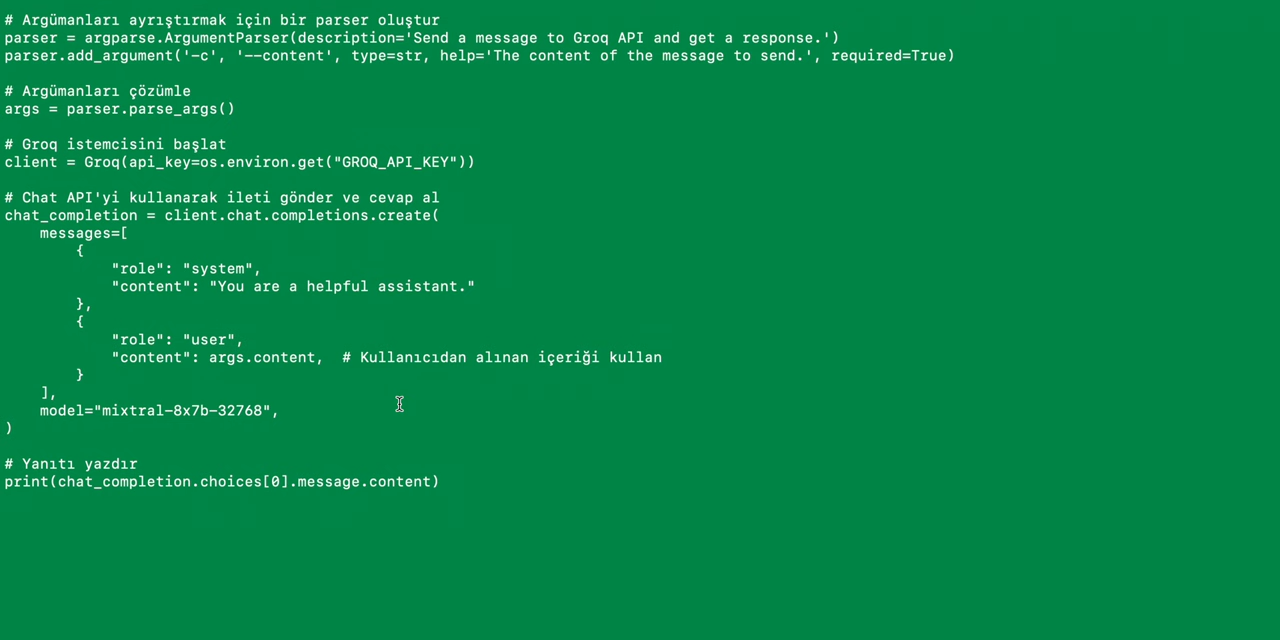 # Argümanları ayrıştırmak için bir parser oluştur
parser = argparse.ArgumentParser(description='Send a message to Groq API and get a response.')
parser.add_argument('-c', '--content', type=str, help='The content of the message to send.', required=True)

# Argümanları çözümle
args = parser.parse_args()

# Groq istemcisini başlat
client = Groq(api_key=os.environ.get("GROQ_API_KEY"))

# Chat API'yi kullanarak ileti gönder ve cevap al
chat_completion = client.chat.completions.create(
    messages=[
        {
            "role": "system",
            "content": "You are a helpful assistant."
        },
        {
            "role": "user",
            "content": args.content,  # Kullanıcıdan alınan içeriği kullan
        }
    ],
    model="mixtral-8x7b-32768",
)

# Yanıtı yazdır
print(chat_completion.choices[0].message.content)